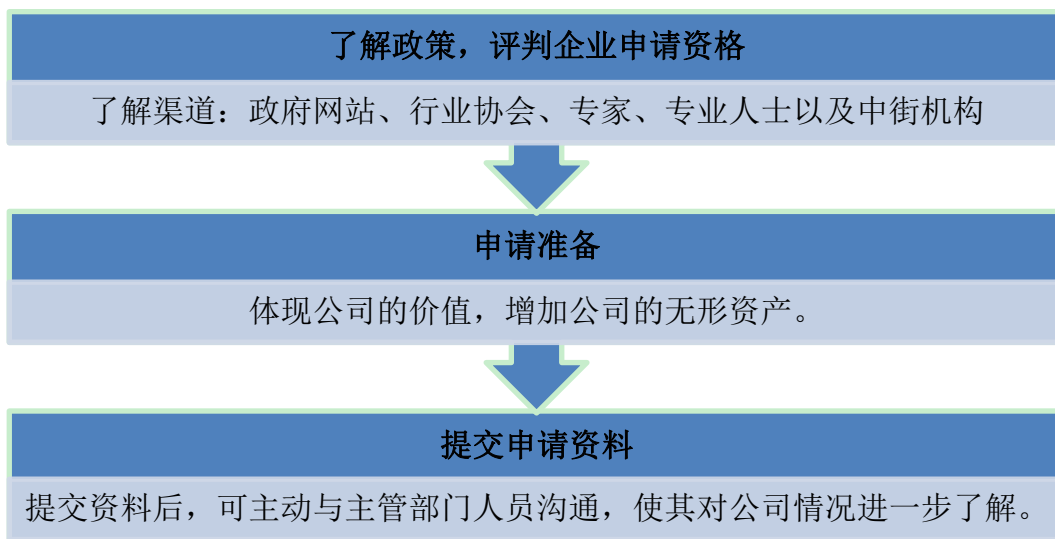 了解政策，评判企业申请资格
了解渠道：政府网站、行业协会、专家、专业人士以及中街机构
申请准备
体现公司的价值，增加公司的无形资产。
提交申请资料
提交资料后，可主动与主管部门人员沟通，使其对公司情况进一步了解。